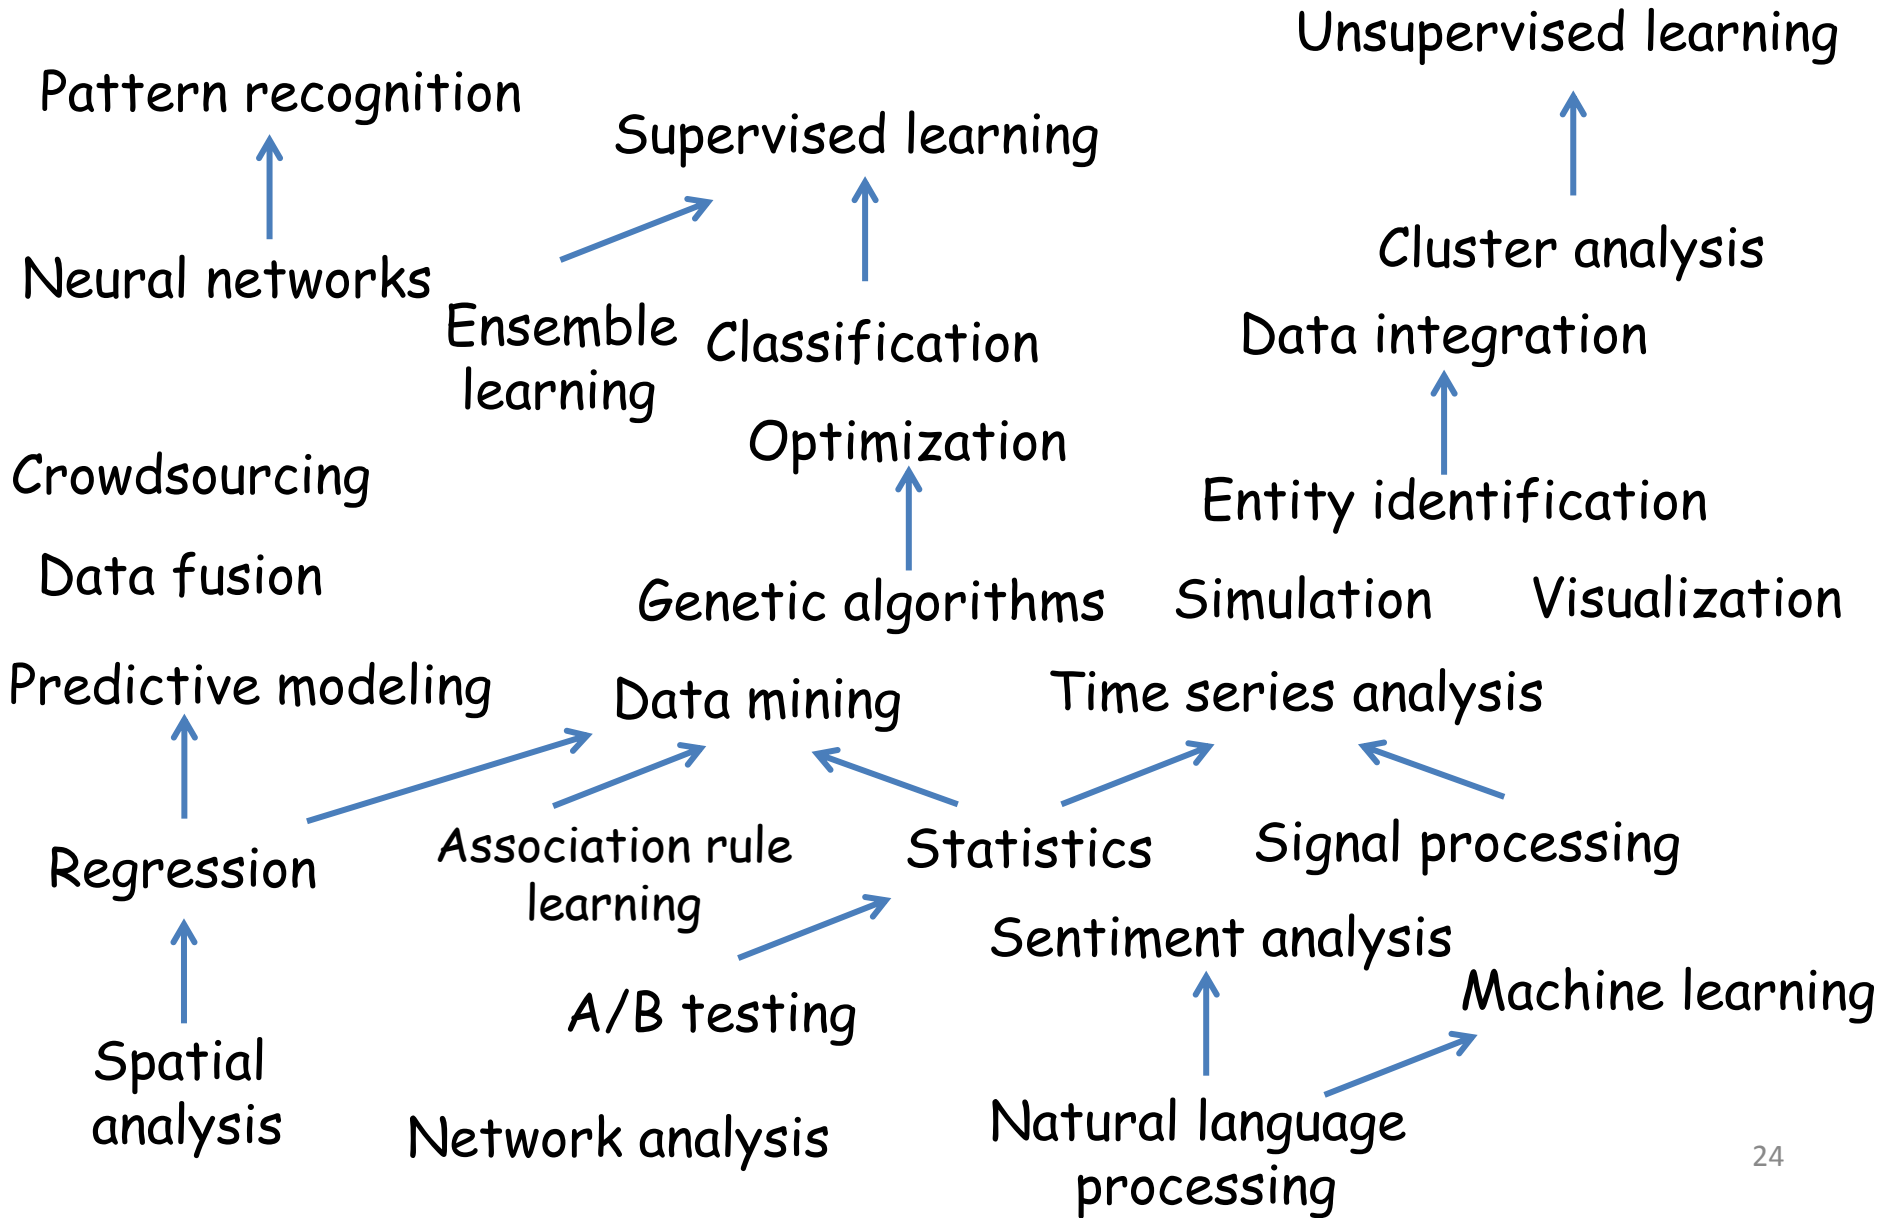 Unsupervised learning
Pattern recognition
Supervised learning
Neural networks
Cluster analysis
Ensemble
learning
Classification
Data integration
Optimization
Crowdsourcing
Entity identification
Data fusion
Genetic algorithms
Simulation
Visualization
Predictive modeling
Data mining
Time series analysis
Regression
Association rule
learning
Statistics
Signal processing
Sentiment analysis
A/B testing
Machine learning
Spatial
analysis
Network analysis
Natural language
processing
24